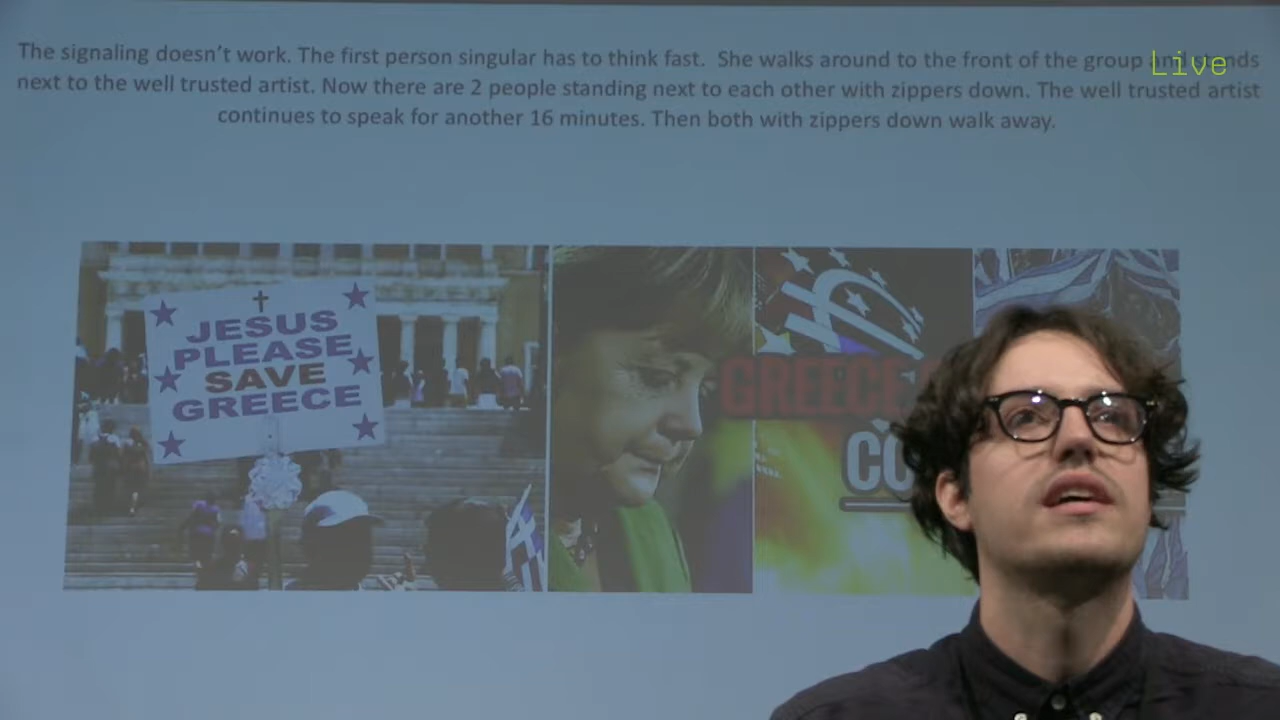 The signaling doesn't work. The first person singular has to think fast.  She walks around to the front of the group
Live
next to the well trusted artist. Now there are 2 people standing next to each other with zippers down. The well trusted artist
continues to speak for another 16 minutes. Then both with zippers down walk away.
JESUS
PLEASE
SAVE
GREECE
GREECE